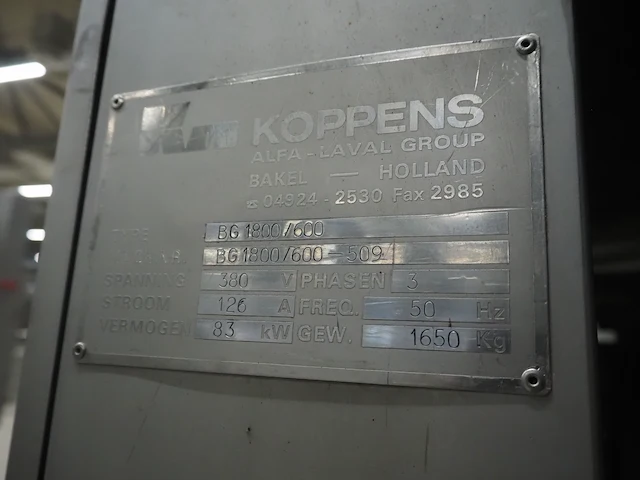 KOPPENS
ALFA-LAVAL GROUP
BAKEL — HOLLAND
☎ 04924-2530 Fax 2985
TYPE BG 1800/600
BG 1800/600-509
SPANNING 380 V PHASEN 3
STROOM 126 A FREQ. 50 Hz
VERMOGEN 83 kW GEW. 1650 Kg